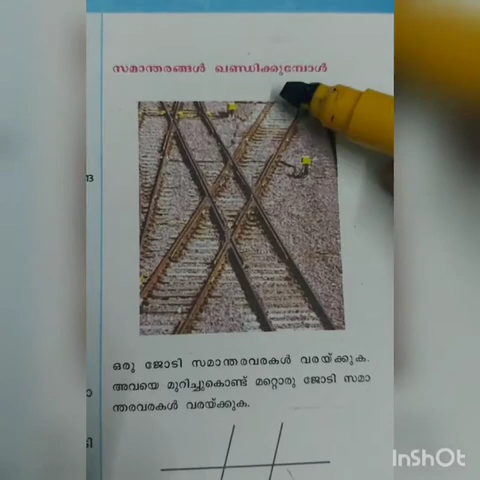 സമാന്തരങ്ങൾ ഖണ്ഡിക്കുമ്പോൾ
ഒരു ജോടി സമാന്തരവരകൾ വരയ്ക്കുക.
അവയെ മുറിച്ചുകൊണ്ട് മറ്റൊരു ജോടി സമാ
ന്തരവരകൾ വരയ്ക്കുക.
InShOt